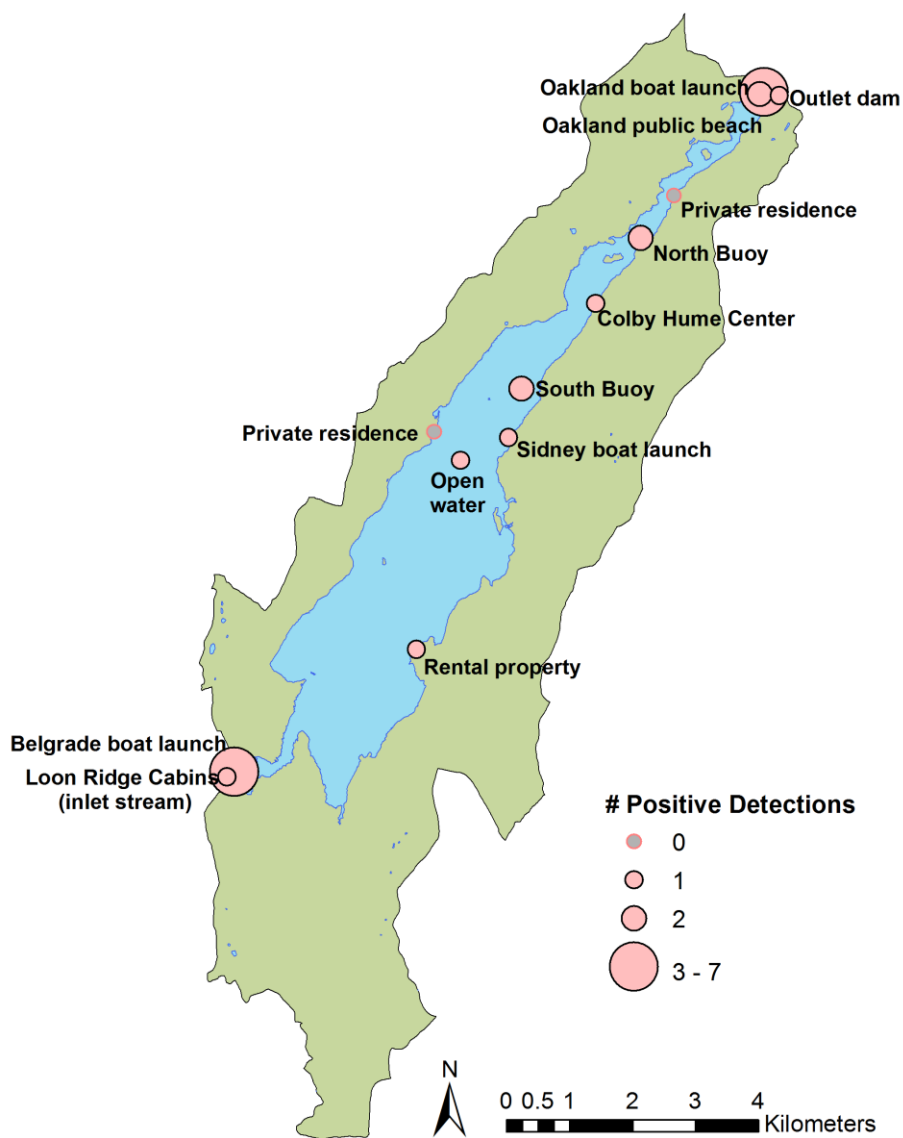 Oakland boat launch
Outlet dam
Oakland public beach
Private residence
North Buoy
Colby Hume Center
South Buoy
Private residence
Sidney boat launch
Open
water
Rental property
Belgrade boat launch
Loon Ridge Cabins
(inlet stream)
# Positive Detections
0
1
2
3 - 7
N
0 0.5 1 2 3 4
Kilometers